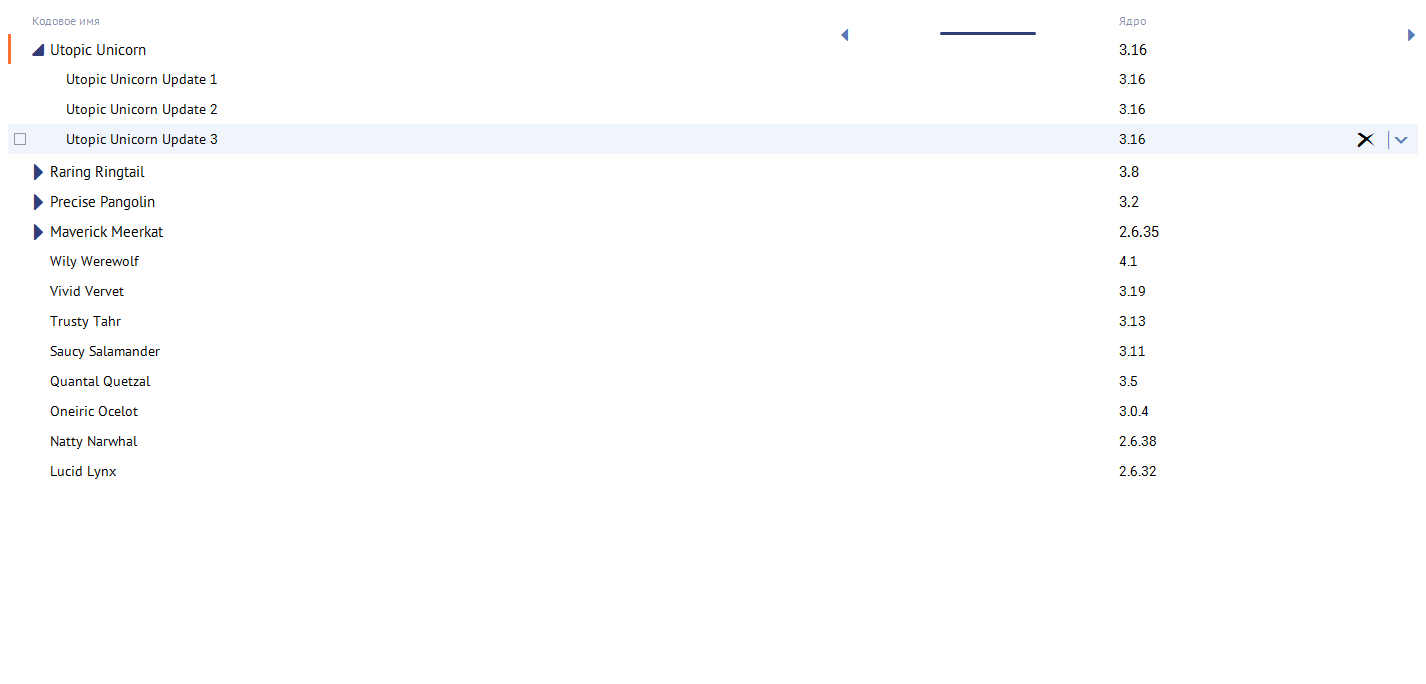 Кодовое имя Ядро
Utopic Unicorn 3.16
Utopic Unicorn Update 1 3.16
Utopic Unicorn Update 2 3.16
Utopic Unicorn Update 3 3.16
Raring Ringtail 3.8
Precise Pangolin 3.2
Maverick Meerkat 2.6.35
Wily Werewolf 4.1
Vivid Vervet 3.19
Trusty Tahr 3.13
Saucy Salamander 3.11
Quantal Quetzal 3.5
Oneiric Ocelot 3.0.4
Natty Narwhal 2.6.38
Lucid Lynx 2.6.32